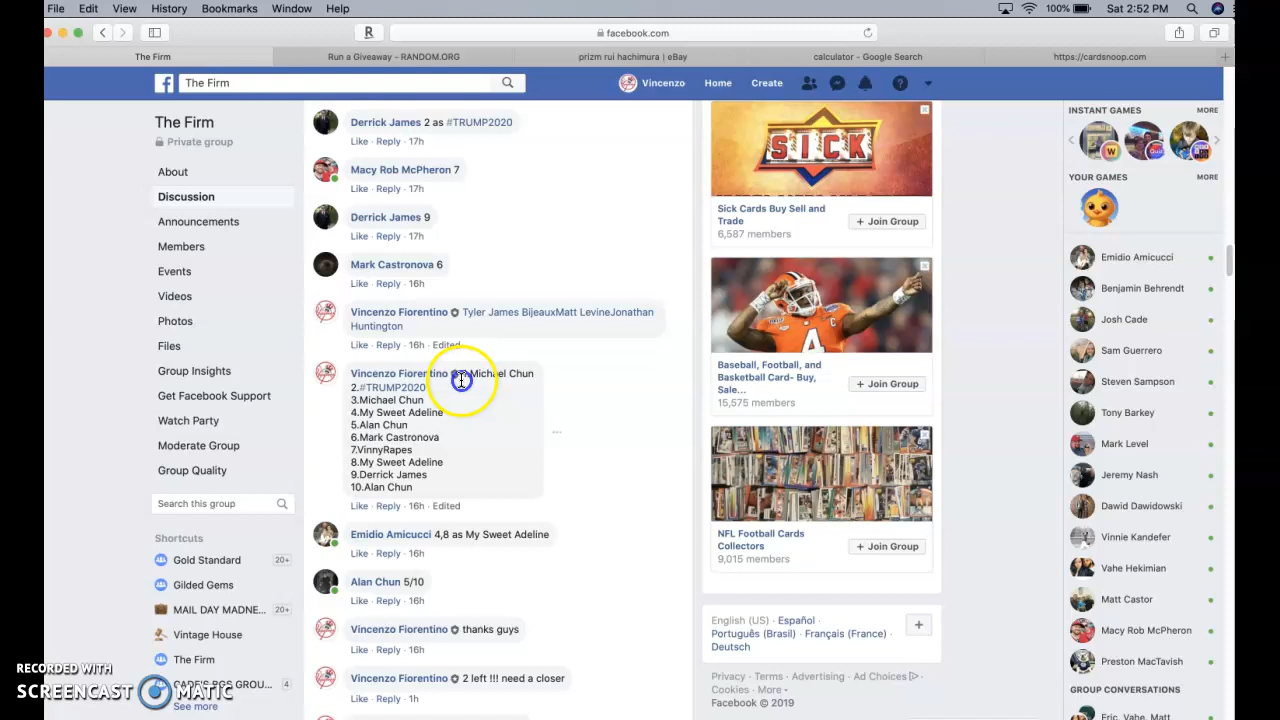 File Edit View History Bookmarks Window Help
100% Sat 2:52 PM
R facebook.com
The Firm Run a Giveaway - RANDOM.ORG prizm rui hachimura | eBay calculator - Google Search https://cardsnoop.com
The Firm
Vincenzo Home Create
The Firm
Private group
About
Discussion
Announcements
Members
Events
Videos
Photos
Files
Group Insights
Get Facebook Support
Watch Party
Moderate Group
Group Quality
Search this group
Shortcuts
Gold Standard 20+
Gilded Gems
MAIL DAY MADNE... 20+
Vintage House
The Firm
CADE'S PGS GROU... 4
See more
Derrick James 2 as #TRUMP2020
Like · Reply · 17h
Macy Rob McPheron 7
Like · Reply · 17h
Derrick James 9
Like · Reply · 17h
Mark Castronova 6
Like · Reply · 16h
Vincenzo Fiorentino Tyler James BijeauxMatt LevineJonathan
Huntington
Like · Reply · 16h · Edited
Vincenzo Fiorentino Michael Chun
2.#TRUMP2020
3.Michael Chun
4.My Sweet Adeline
5.Alan Chun
6.Mark Castronova
7.VinnyRapes
8.My Sweet Adeline
9.Derrick James
10.Alan Chun
Like · Reply · 16h · Edited
Emidio Amicucci 4,8 as My Sweet Adeline
Like · Reply · 16h
Alan Chun 5/10
Like · Reply · 16h
Vincenzo Fiorentino thanks guys
Like · Reply · 16h
Vincenzo Fiorentino 2 left !!! need a closer
Like · Reply · 1h
SICK
Sick Cards Buy Sell and
Trade
6,587 members
+ Join Group
4
Baseball, Football, and
Basketball Card- Buy,
Sale...
15,575 members
+ Join Group
NFL Football Cards
Collectors
9,015 members
+ Join Group
English (US) · Español ·
Português (Brasil) · Français (France) ·
Deutsch
Privacy · Terms · Advertising · Ad Choices ·
Cookies · More
Facebook © 2019
INSTANT GAMES MORE
YOUR GAMES MORE
Emidio Amicucci
Benjamin Behrendt
Josh Cade
Sam Guerrero
Steven Sampson
Tony Barkey
Mark Level
Jeremy Nash
Dawid Dawidowski
Vinnie Kandefer
Vahe Hekimian
Matt Castor
Macy Rob McPheron
Preston MacTavish
GROUP CONVERSATIONS
Eric, Vahe, Matt
RECORDED WITH
SCREENCAST MATIC